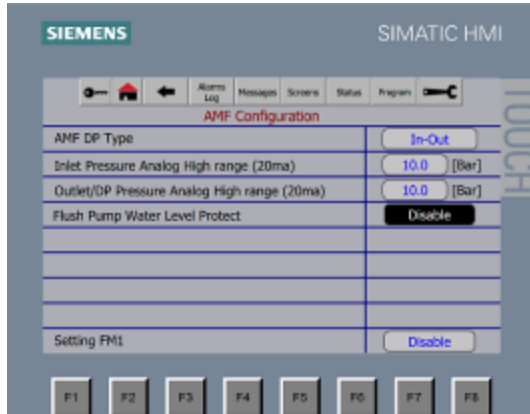 SIEMENS
SIMATIC HMI
TOUCH
Alarms Log Messages Screens Status Program
AMF Configuration
AMF DP Type In-Out
Inlet Pressure Analog High range (20ma) 10.0 [Bar]
Outlet/DP Pressure Analog High range (20ma) 10.0 [Bar]
Flush Pump Water Level Protect Disable
Setting FM1 Disable
F1 F2 F3 F4 F5 F6 F7 F8